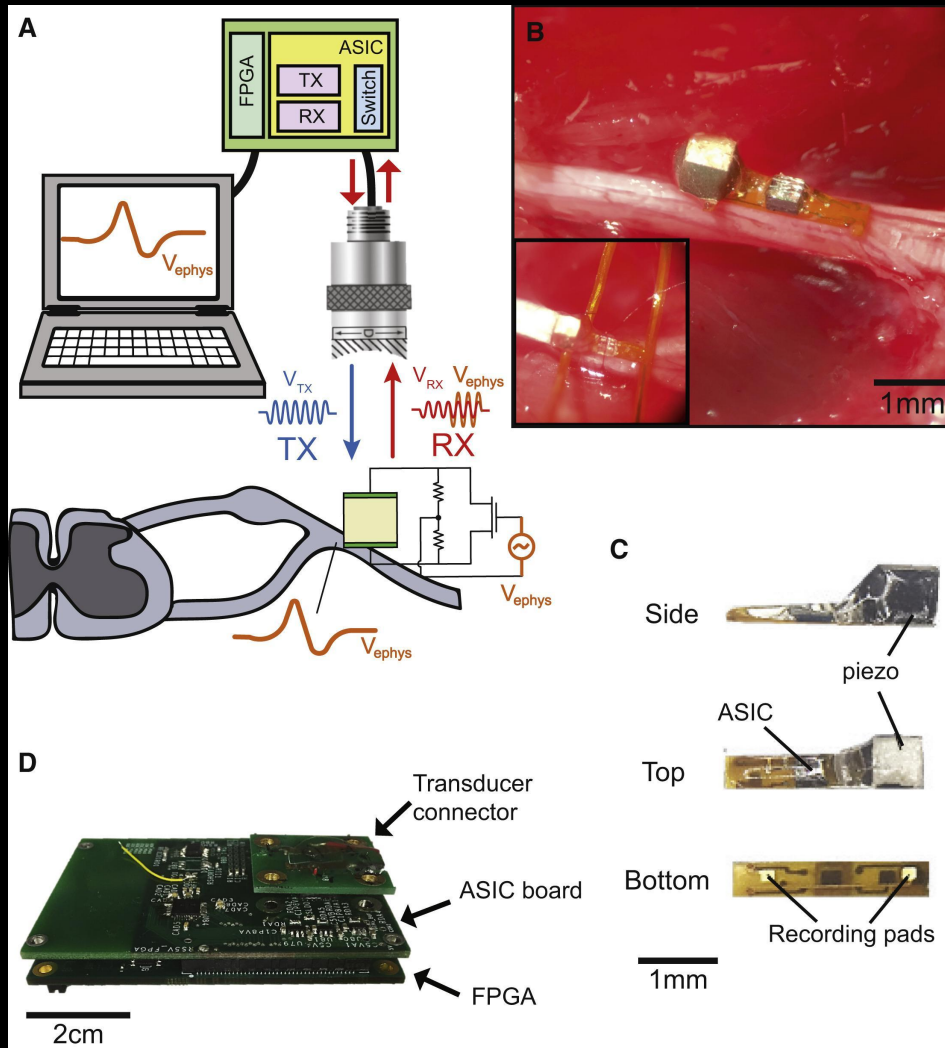 A
FPGA
ASIC
TX
RX
Switch
V_ephys
D
V_TX
TX
V_RX
V_ephys
RX
V_ephys
V_ephys
B
1mm
C
Side
piezo
ASIC
Top
Bottom
Recording pads
1mm
D
Transducer
connector
ASIC board
FPGA
2cm